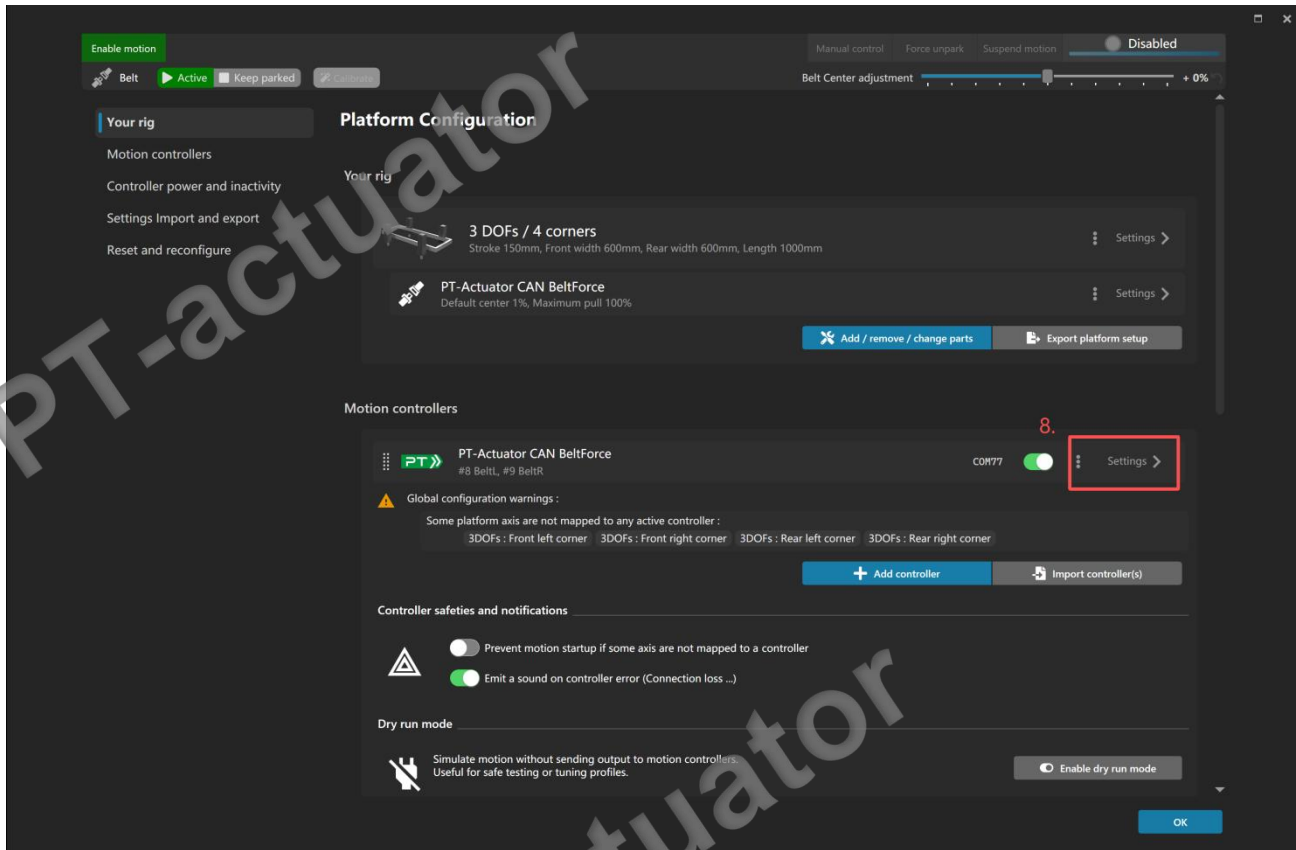 Enable motion
Manual control Force unpark Suspend motion Disabled
Belt Active Keep parked Calibrate Belt Center adjustment + 0%
Your rig
Motion controllers
Controller power and inactivity
Settings Import and export
Reset and reconfigure
Platform Configuration
Your rig
3 DOFs / 4 corners
Stroke 150mm, Front width 600mm, Rear width 600mm, Length 1000mm
Settings
PT-Actuator CAN BeltForce
Default center 1%, Maximum pull 100%
Settings
Add / remove / change parts Export platform setup
Motion controllers
8.
PT
PT-Actuator CAN BeltForce
#8 BeltL, #9 BeltR
COM77 Settings
Global configuration warnings :
Some platform axis are not mapped to any active controller :
3DOFs : Front left corner 3DOFs : Front right corner 3DOFs : Rear left corner 3DOFs : Rear right corner
Add controller Import controller(s)
Controller safeties and notifications
Prevent motion startup if some axis are not mapped to a controller
Emit a sound on controller error (Connection loss ...)
Dry run mode
Simulate motion without sending output to motion controllers.
Useful for safe testing or tuning profiles.
Enable dry run mode
OK
PT-actuator
actuator